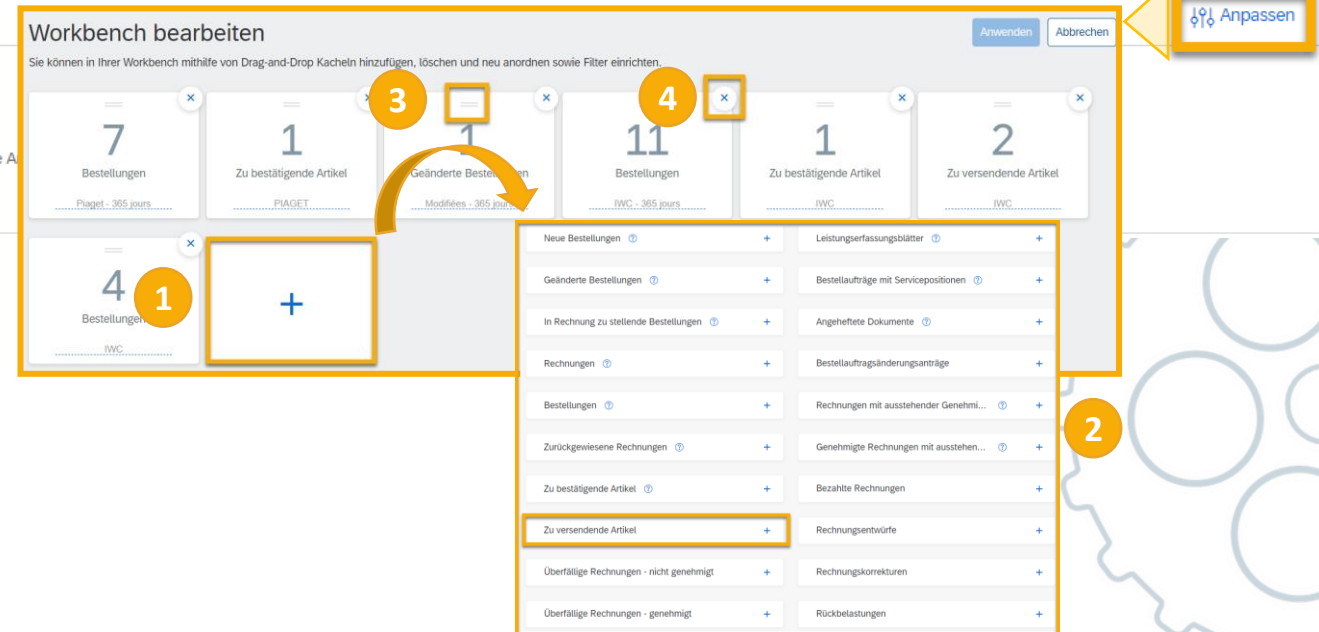 Anpassen
Workbench bearbeiten
Anwenden
Abbrechen
Sie können in Ihrer Workbench mithilfe von Drag-and-Drop Kacheln hinzufügen, löschen und neu anordnen sowie Filter einrichten.
3
4
7
1
1
11
1
2
Bestellungen
Zu bestätigende Artikel
Geänderte
Bestellungen
Zu bestätigende Artikel
Zu versendende Artikel
Piaget - 365 jours
PIAGET
Modifiées - 365
IWC - 365 jours
IWC
IWC
4
1
+
Bestellungen
IWC
Neue Bestellungen +
Leistungserfassungsblätter +
Geänderte Bestellungen +
Bestellaufträge mit Servicepositionen +
In Rechnung zu stellende Bestellungen +
Angeheftete Dokumente +
Rechnungen +
Bestellauftragsänderungsanträge +
Bestellungen +
Rechnungen mit ausstehender Genehmi... +
2
Zurückgewiesene Rechnungen +
Genehmigte Rechnungen mit ausstehen... +
Zu bestätigende Artikel +
Bezahlte Rechnungen +
Zu versendende Artikel +
Rechnungsentwürfe +
Überfällige Rechnungen - nicht genehmigt +
Rechnungskorrekturen +
Überfällige Rechnungen - genehmigt +
Rückbelastungen +